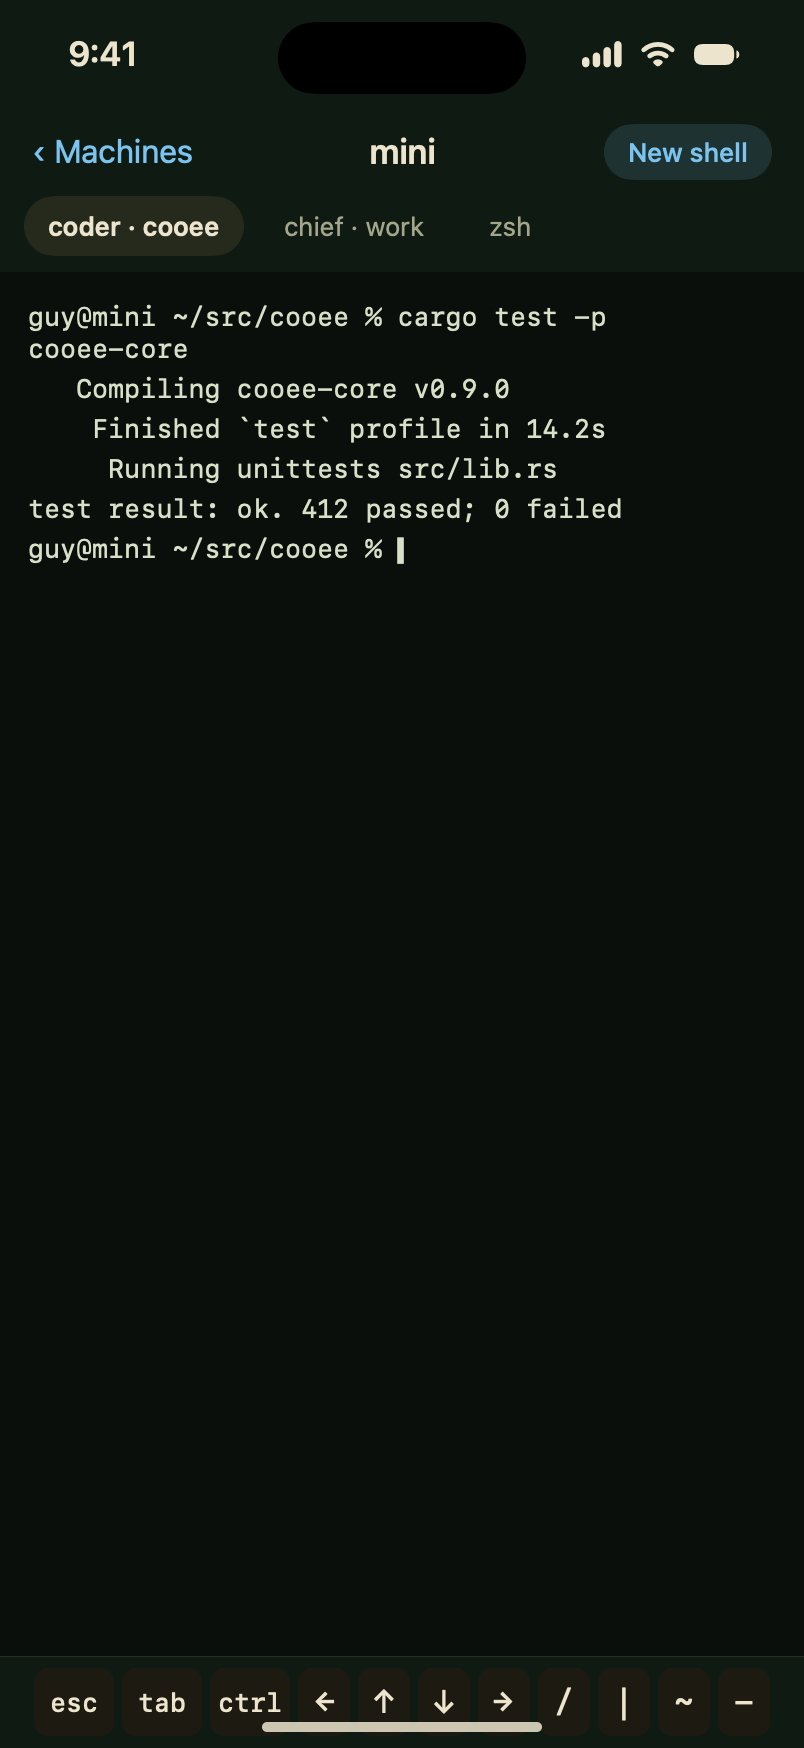 9:41
‹ Machines mini New shell
coder · cooee chief · work zsh
guy@mini ~/src/cooee % cargo test -p
cooee-core
Compiling cooee-core v0.9.0
Finished `test` profile in 14.2s
Running unittests src/lib.rs
test result: ok. 412 passed; 0 failed
guy@mini ~/src/cooee %
esc tab ctrl ← ↑ ↓ → / | ~ –